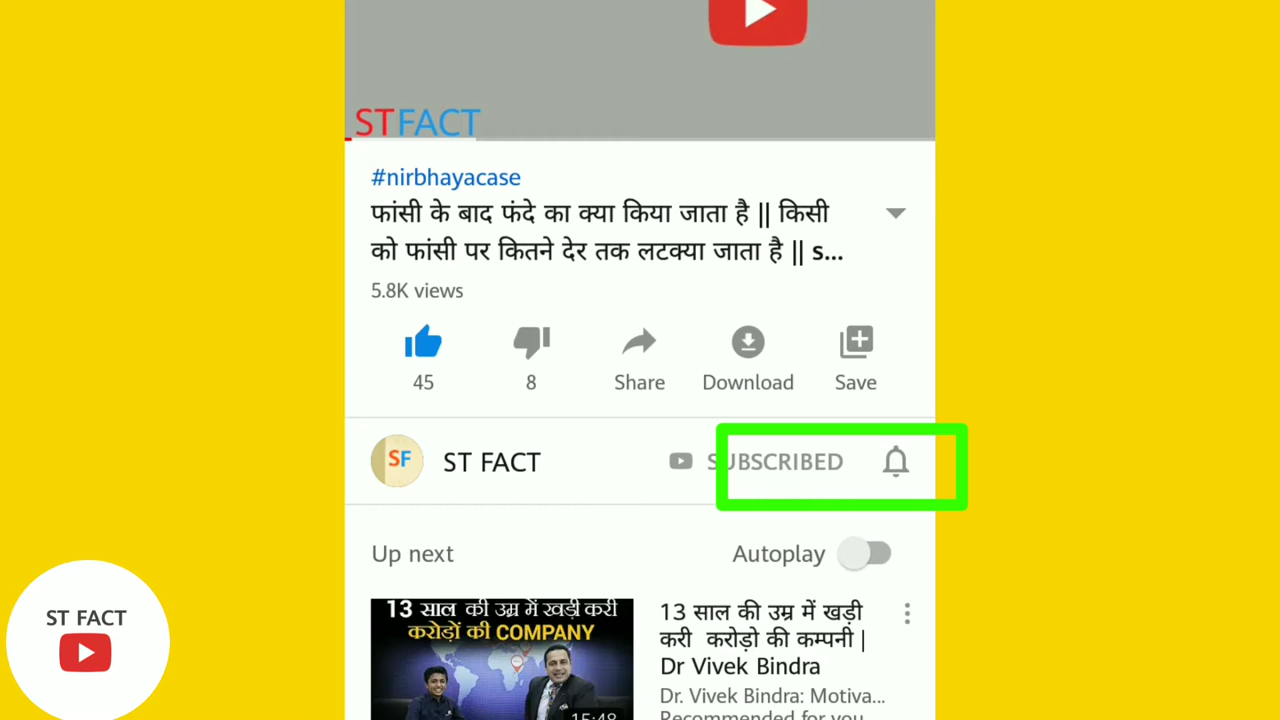 STFACT
#nirbhayacase
फांसी के बाद फंदे का क्या किया जाता है || किसी
को फांसी पर कितने देर तक लटक्या जाता है || s...
5.8K views
45
8
Share
Download
Save
SF
ST FACT
SUBSCRIBED
Up next
Autoplay
ST FACT
13 साल की उम्र में खड़ी करी
करोड़ों की COMPANY
15:48
13 साल की उम्र में खड़ी
करी करोड़ो की कम्पनी |
Dr Vivek Bindra
Dr. Vivek Bindra: Motiva...
Recommended for you